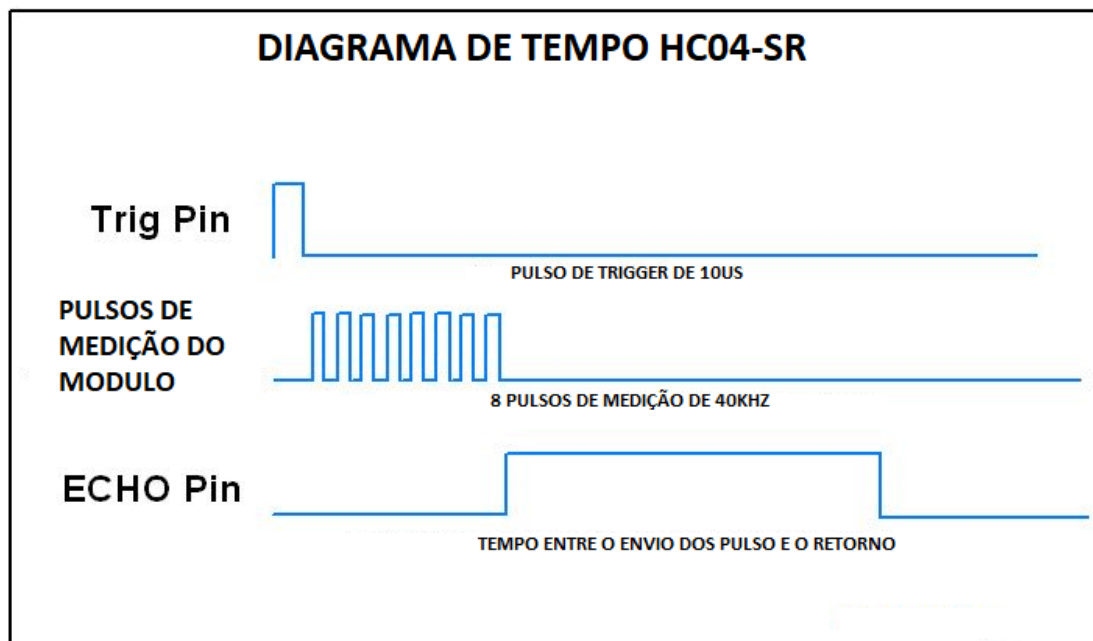 DIAGRAMA DE TEMPO HC04-SR
Trig Pin
PULSO DE TRIGGER DE 10US
PULSOS DE
MEDIÇÃO DO
MODULO
8 PULSOS DE MEDIÇÃO DE 40KHZ
ECHO Pin
TEMPO ENTRE O ENVIO DOS PULSO E O RETORNO